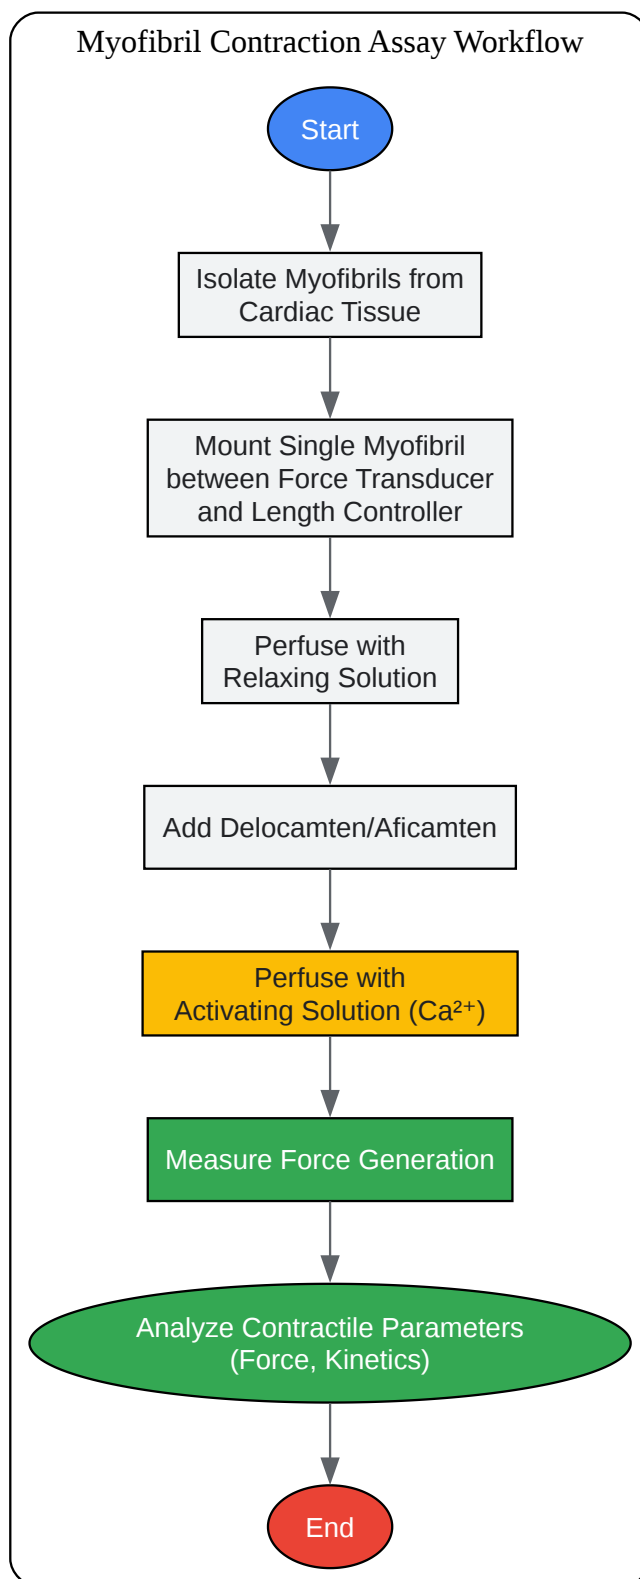 Myofibril Contraction Assay Workflow
Start
Isolate Myofibrils from
Cardiac Tissue
Mount Single Myofibril
between Force Transducer
and Length Controller
Perfuse with
Relaxing Solution
Add Delocamten/Aficamten
Perfuse with
Activating Solution (Ca²⁺)
Measure Force Generation
Analyze Contractile Parameters
(Force, Kinetics)
End